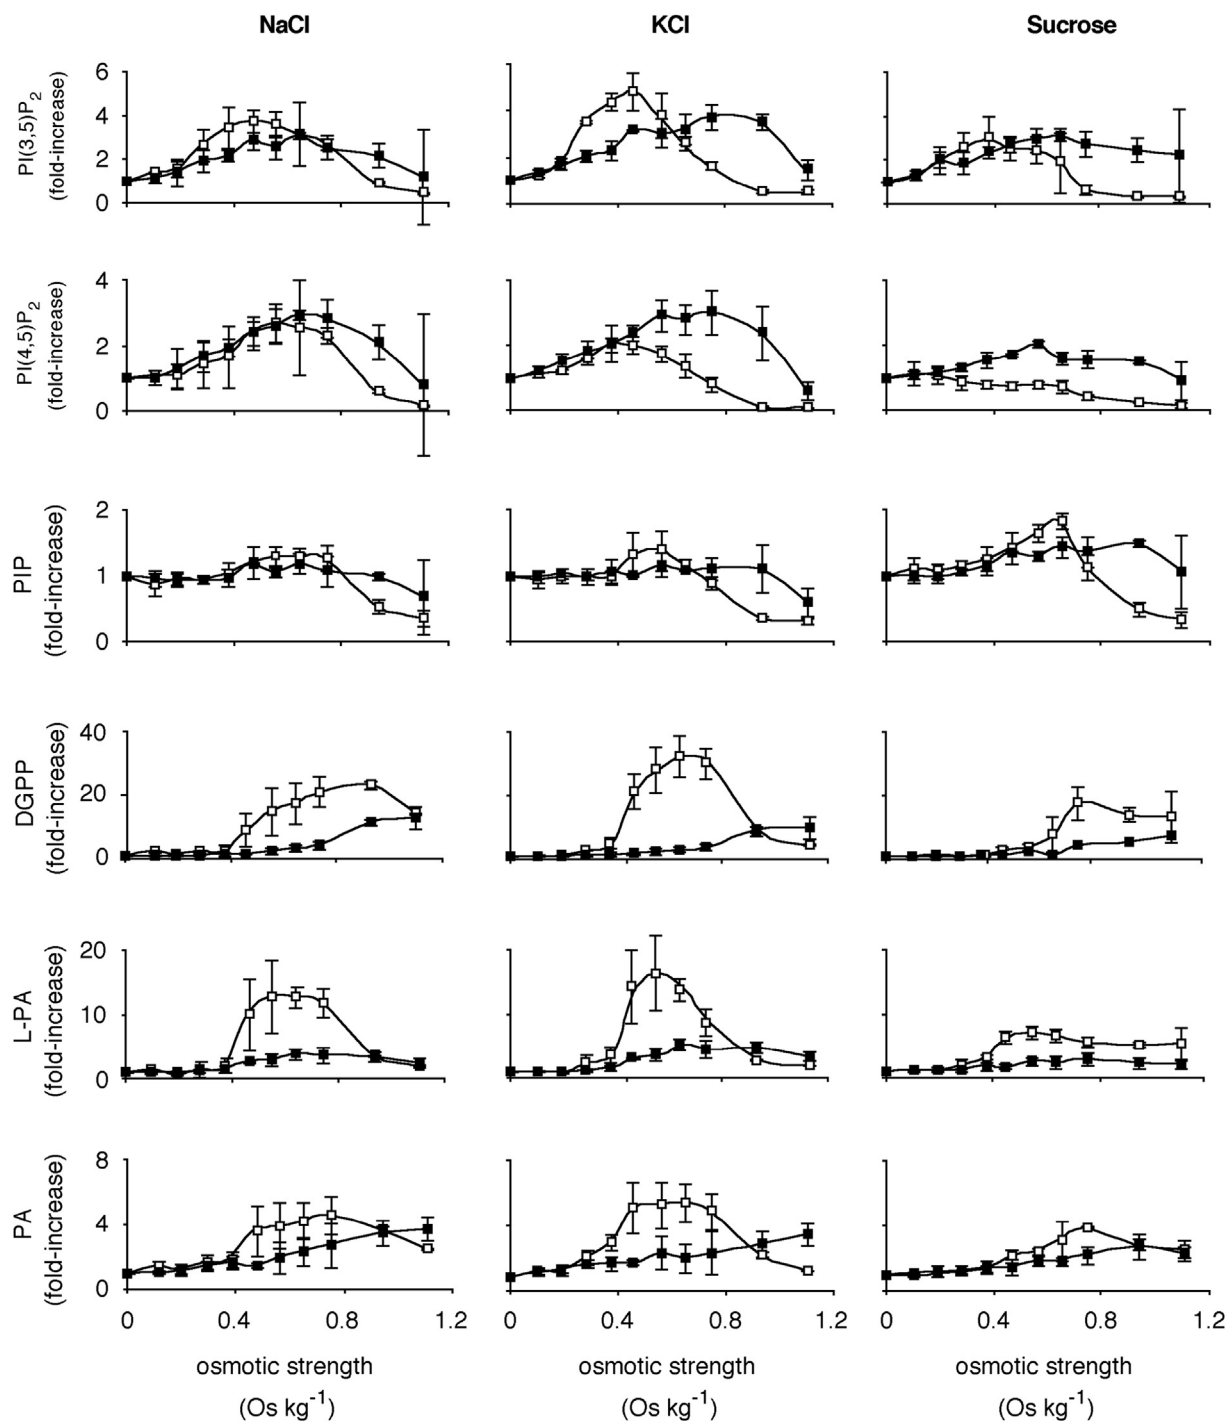 NaCl KCl Sucrose
PI(3,5)P2
(fold-increase)
6
4
2
0
PI(4,5)P2
(fold-increase)
4
2
0
PIP
(fold-increase)
2
1
0
DGPP
(fold-increase)
40
20
0
L-PA
(fold-increase)
20
10
0
PA
(fold-increase)
8
4
0
0 0.4 0.8 1.2 0 0.4 0.8 1.2 0 0.4 0.8 1.2
osmotic strength osmotic strength osmotic strength
(Os kg-1) (Os kg-1) (Os kg-1)